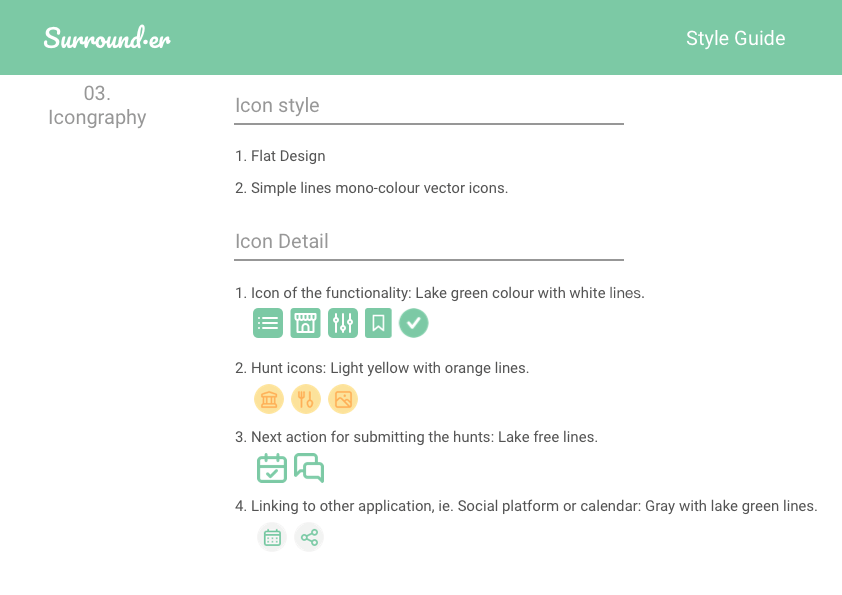 Surround·er
Style Guide
03.
Icongraphy
Icon style
1. Flat Design
2. Simple lines mono-colour vector icons.
Icon Detail
1. Icon of the functionality: Lake green colour with white lines.
2. Hunt icons: Light yellow with orange lines.
3. Next action for submitting the hunts: Lake free lines.
4. Linking to other application, ie. Social platform or calendar: Gray with lake green lines.